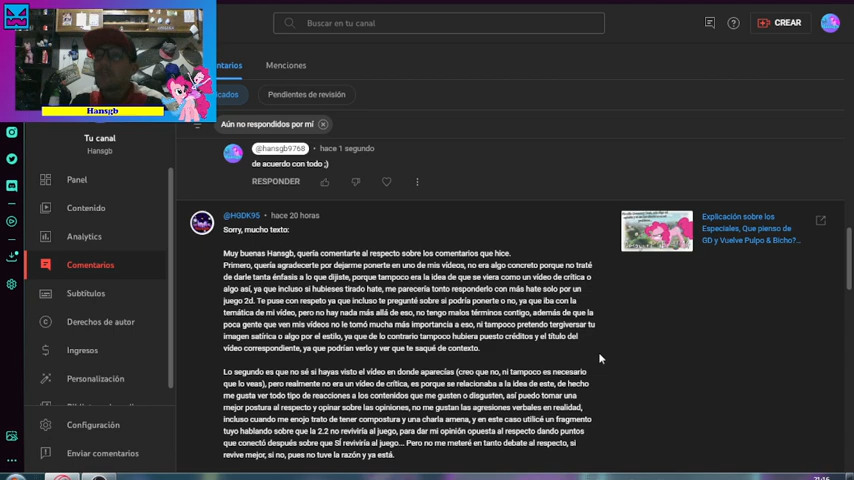 Buscar en tu canal
CREAR
ntarios
Menciones
cados
Pendientes de revisión
Aún no respondidos por mí
Hansgb
Tu canal
Hansgb
Panel
Contenido
Analytics
Comentarios
Subtítulos
Derechos de autor
Ingresos
Personalización
Configuración
Enviar comentarios
@hansgb9768 • hace 1 segundo
de acuerdo con todo ;)
RESPONDER
@HGDK95 • hace 20 horas
Sorry, mucho texto:
Muy buenas Hansgb, quería comentarte al respecto sobre los comentarios que hice.
Primero, quería agradecerte por dejarme ponerte en uno de mis vídeos, no era algo concreto porque no traté
de darle tanta énfasis a lo que dijiste, porque tampoco era la idea de que se viera como un vídeo de crítica o
algo así, ya que incluso si hubieses tirado hate, me parecería tonto responderlo con más hate solo por un
juego 2d. Te puse con respeto ya que incluso te pregunté sobre si podría ponerte o no, ya que iba con la
temática de mi vídeo, pero no hay nada más allá de eso, no tengo malos términos contigo, además de que la
poca gente que ven mis vídeos no le tomó mucha más importancia a eso, ni tampoco pretendo tergiversar tu
imagen satírica o algo por el estilo, ya que de lo contrario tampoco hubiera puesto créditos y el título del
vídeo correspondiente, ya que podrían verlo y ver que te saqué de contexto.
Lo segundo es que no sé si hayas visto el vídeo en donde aparecías (creo que no, ni tampoco es necesario
que lo veas), pero realmente no era un vídeo de crítica, es porque se relacionaba a la idea de este, de hecho
me gusta ver todo tipo de reacciones a los contenidos que me gusten o disgusten, así puedo tomar una
mejor postura al respecto y opinar sobre las opiniones, no me gustan las agresiones verbales en realidad,
incluso cuando me enojo trato de tener compostura y una charla amena, y en este caso utilicé un fragmento
tuyo hablando sobre que la 2.2 no reviviría al juego, para dar mi opinión opuesta al respecto dando puntos
que conectó después sobre que SÍ reviviría al juego... Pero no me meteré en tanto debate al respecto, si
revive mejor, si no, pues no tuve la razón y ya está.
Explicación sobre los
Especiales, Que pienso de
GD y Vuelve Pulpo & Bicho?...
21:16